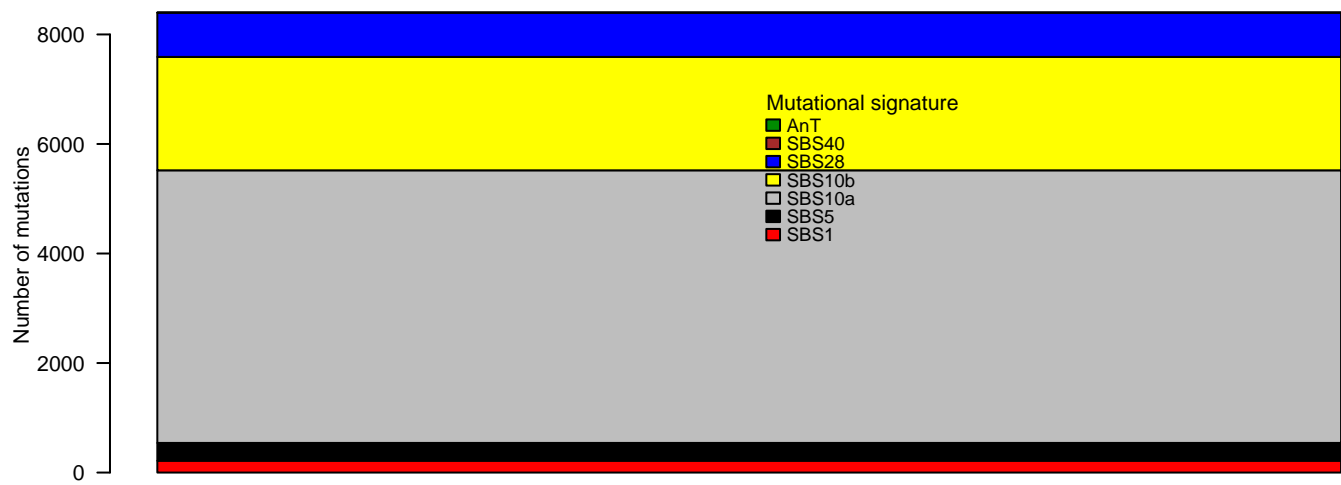 8000
6000
4000
2000
0
Number of mutations
Mutational signature
AnT
SBS40
SBS28
SBS10b
SBS10a
SBS5
SBS1